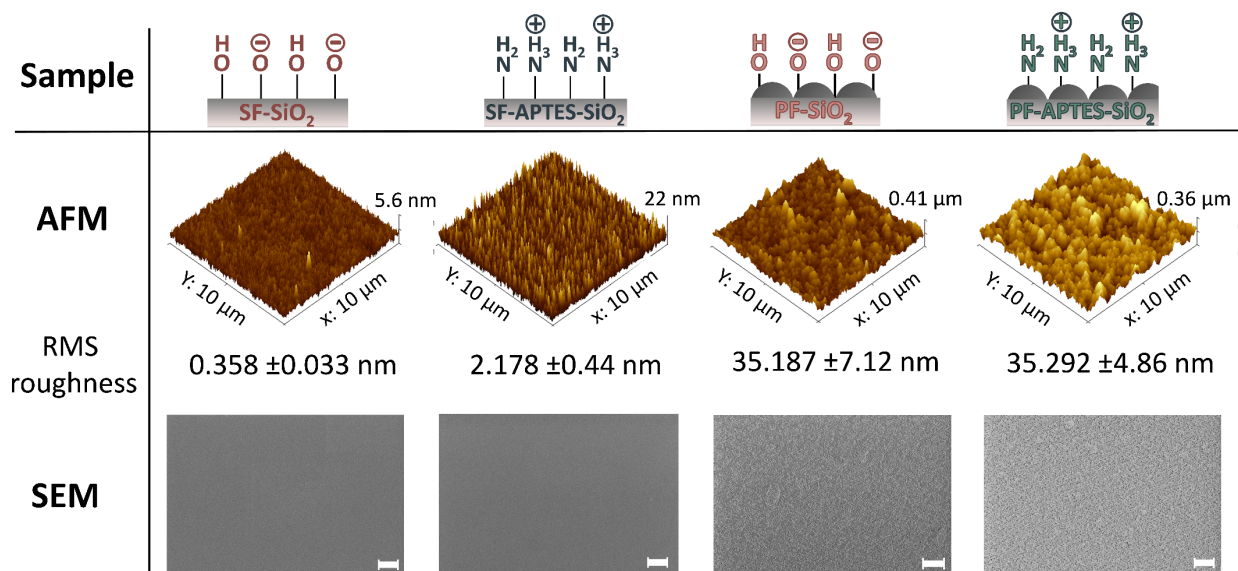 Sample
H ⊖ H ⊖
O O O O
SF-SiO₂
⊕ ⊕
H₂ H₃ H₂ H₃
N N N N
SF-APTES-SiO₂
H ⊖ H ⊖
O O O O
PF-SiO₂
⊕ ⊕
H₂ H₃ H₂ H₃
N N N N
PF-APTES-SiO₂
AFM
5.6 nm
Y: 10 µm
x: 10 µm
22 nm
Y: 10 µm
x: 10 µm
0.41 µm
Y: 10 µm
x: 10 µm
0.36 µm
Y: 10 µm
x: 10 µm
RMS
roughness
0.358 ±0.033 nm
2.178 ±0.44 nm
35.187 ±7.12 nm
35.292 ±4.86 nm
SEM